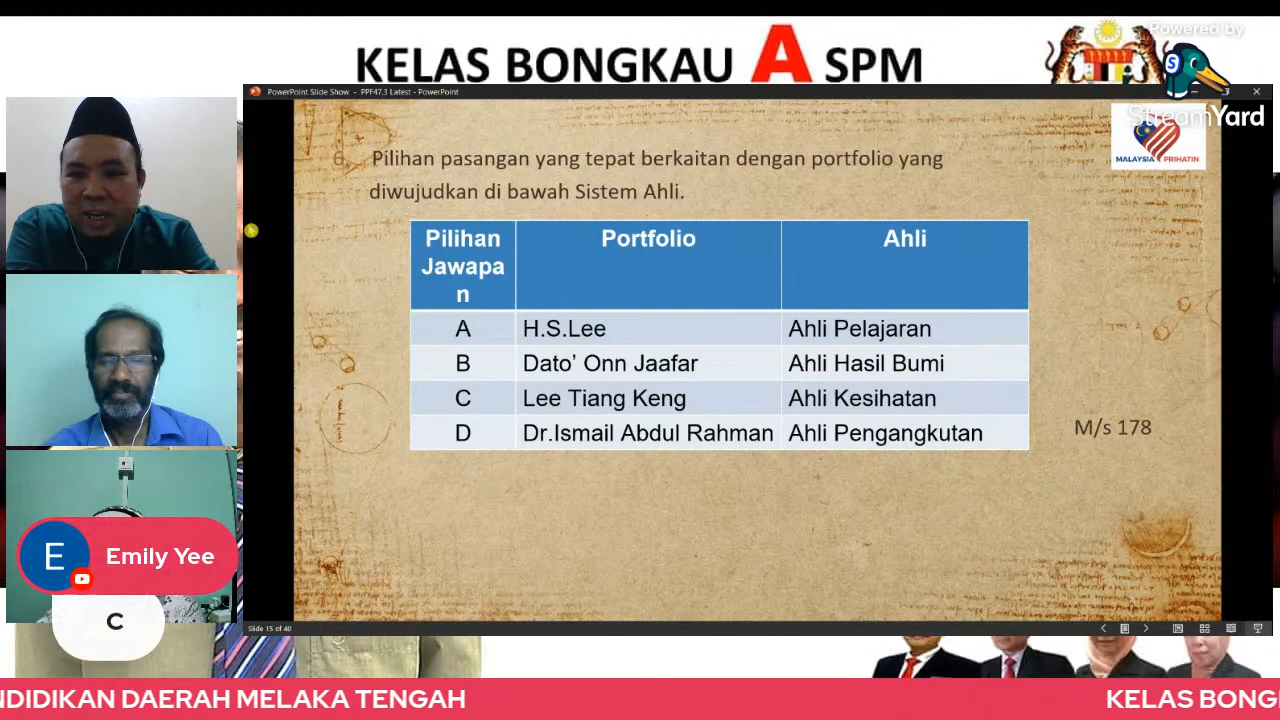 KELAS BONGKAU A SPM
Powered by
StreamYard
PowerPoint Slide Show - PPF47.3 Latest - PowerPoint
MALAYSIA PRIHATIN
6. Pilihan pasangan yang tepat berkaitan dengan portfolio yang
diwujudkan di bawah Sistem Ahli.
Pilihan
Jawapa
n
Portfolio
Ahli
A H.S.Lee Ahli Pelajaran
B Dato’ Onn Jaafar Ahli Hasil Bumi
C Lee Tiang Keng Ahli Kesihatan
D Dr.Ismail Abdul Rahman Ahli Pengangkutan
M/s 178
E Emily Yee
C
Slide 15 of 40
NDIDIKAN DAERAH MELAKA TENGAH
KELAS BONG